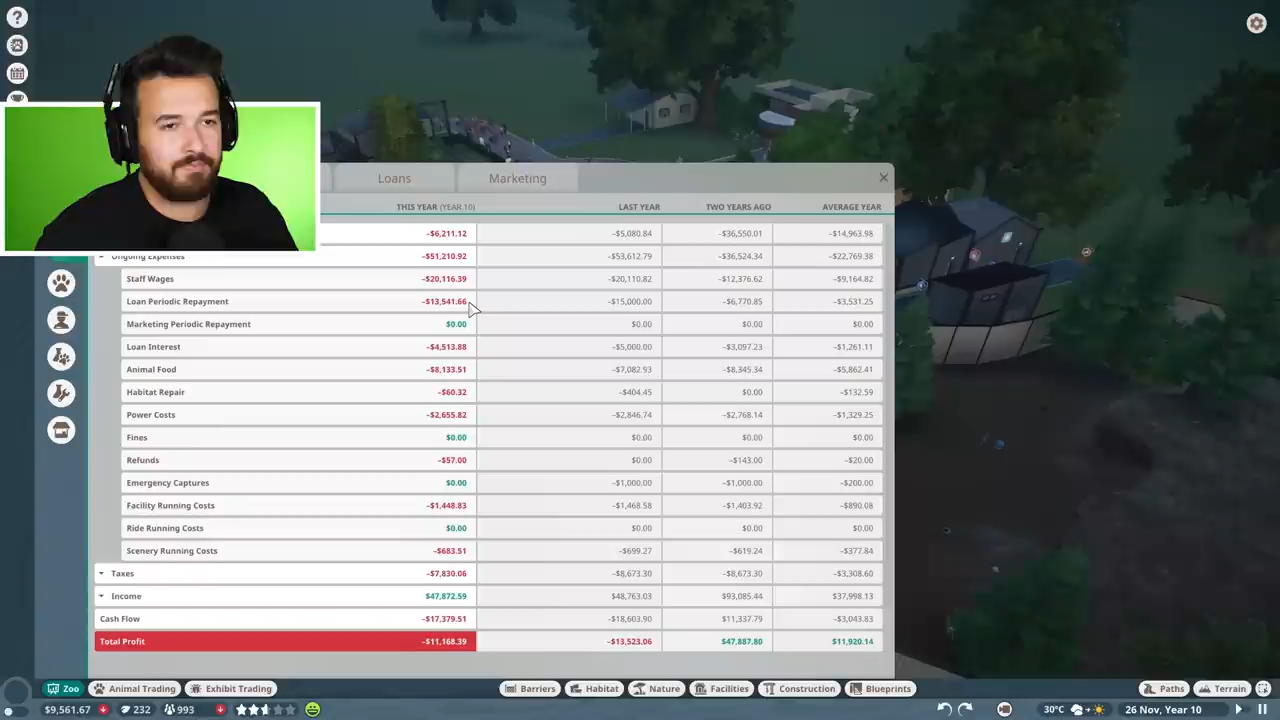 ?
Loans Marketing
THIS YEAR (YEAR 10) LAST YEAR TWO YEARS AGO AVERAGE YEAR
-$6,211.12 -$5,080.84 -$36,550.01 -$14,963.98
Ongoing Expenses -$51,210.92 -$53,612.79 -$36,524.34 -$22,769.38
Staff Wages -$20,116.39 -$20,110.82 -$12,376.62 -$9,164.82
Loan Periodic Repayment -$13,541.66 -$15,000.00 -$6,770.85 -$3,531.25
Marketing Periodic Repayment $0.00 $0.00 $0.00 $0.00
Loan Interest -$4,513.88 -$5,000.00 -$3,097.23 -$1,261.11
Animal Food -$8,133.51 -$7,082.93 -$8,345.34 -$5,862.41
Habitat Repair -$60.32 -$404.45 $0.00 -$132.59
Power Costs -$2,655.82 -$2,846.74 -$2,768.14 -$1,329.25
Fines $0.00 $0.00 $0.00 $0.00
Refunds -$57.00 $0.00 -$143.00 -$20.00
Emergency Captures $0.00 -$1,000.00 -$1,000.00 -$200.00
Facility Running Costs -$1,448.83 -$1,468.58 -$1,403.92 -$890.08
Ride Running Costs $0.00 $0.00 $0.00 $0.00
Scenery Running Costs -$683.51 -$699.27 -$619.24 -$377.84
Taxes -$7,830.06 -$8,673.30 -$8,673.30 -$3,308.60
Income $47,872.59 $48,763.03 $93,085.44 $37,998.13
Cash Flow -$17,379.51 -$18,603.90 $11,337.79 -$3,043.83
Total Profit -$11,168.39 -$13,523.06 $47,887.80 $11,920.14
Zoo Animal Trading Exhibit Trading Barriers Habitat Nature Facilities Construction Blueprints Paths Terrain
$9,561.67 232 993 30°C 26 Nov, Year 10